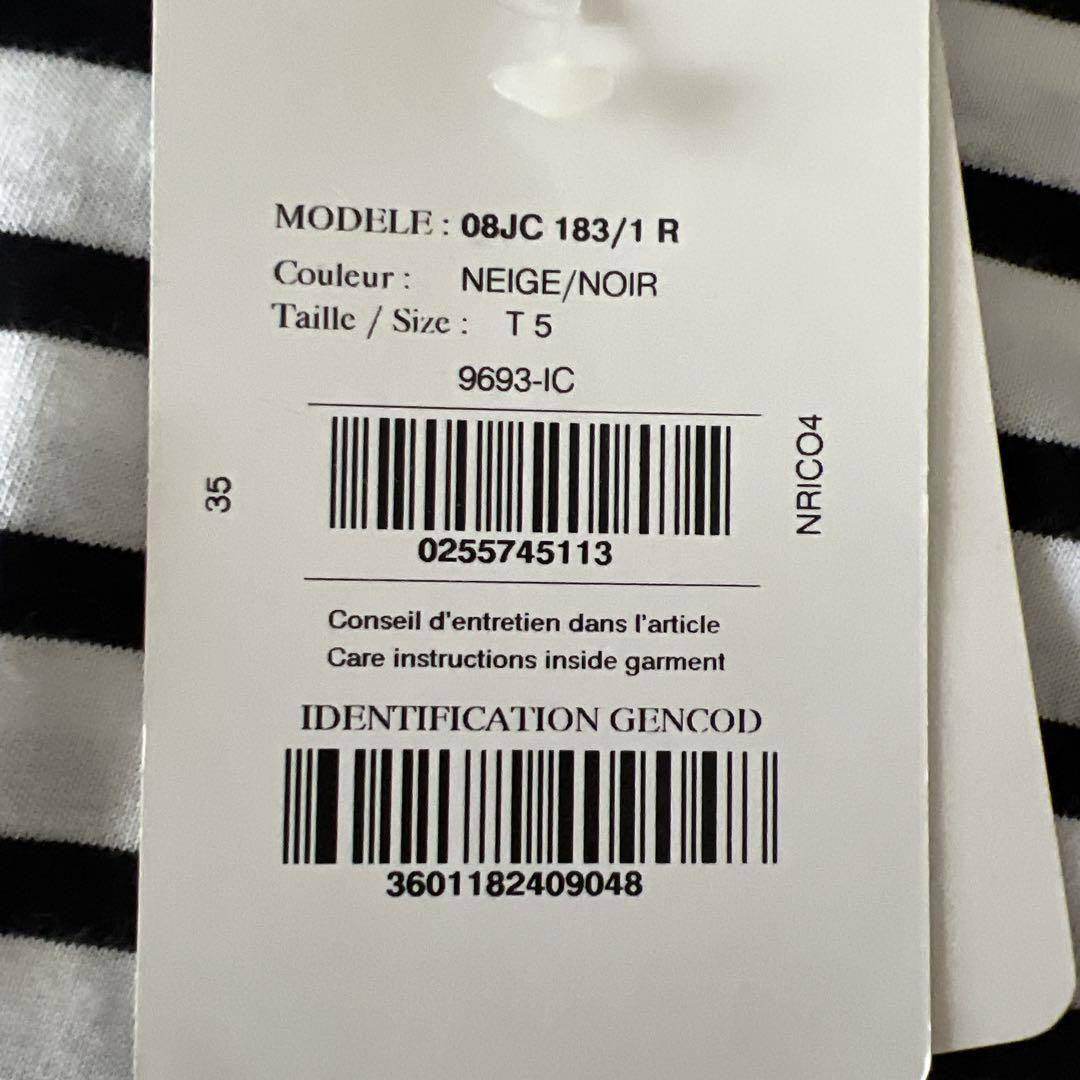 MODELE : 08JC 183/1 R
Couleur : NEIGE/NOIR
Taille / Size : T 5
9693-IC
35
NRICO4
0255745113
Conseil d'entretien dans l'article
Care instructions inside garment
IDENTIFICATION GENCOD
3601182409048